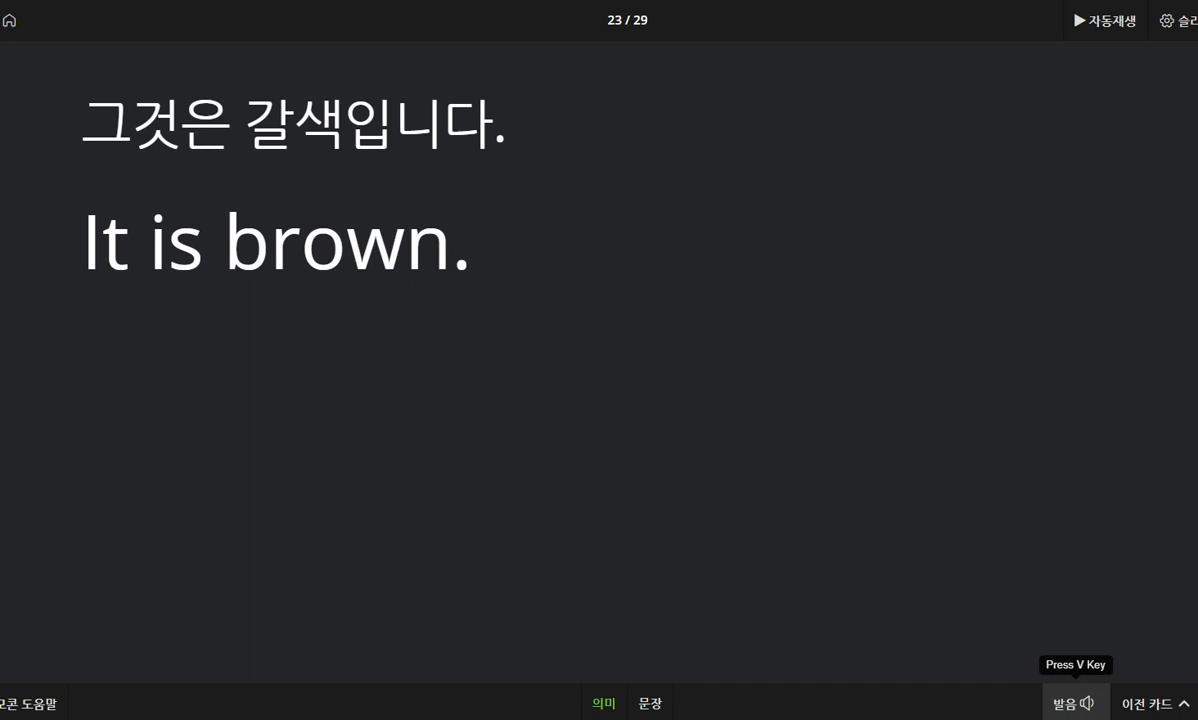 23 / 29
자동재생
그것은 갈색입니다.
It is brown.
Press V Key
도움말
의미
문장
발음
이전 카드